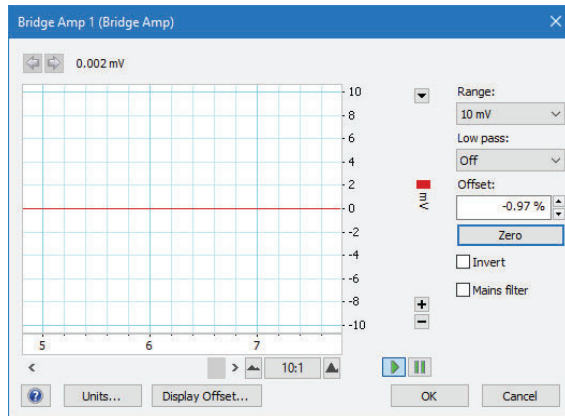 Bridge Amp 1 (Bridge Amp)
0.002 mV
10
8
6
4
2
0
-2
-4
-6
-8
-10
mV
5 6 7
10:1
Range:
10 mV
Low pass:
Off
Offset:
-0.97 %
Zero
Invert
Mains filter
Units...
Display Offset...
OK
Cancel